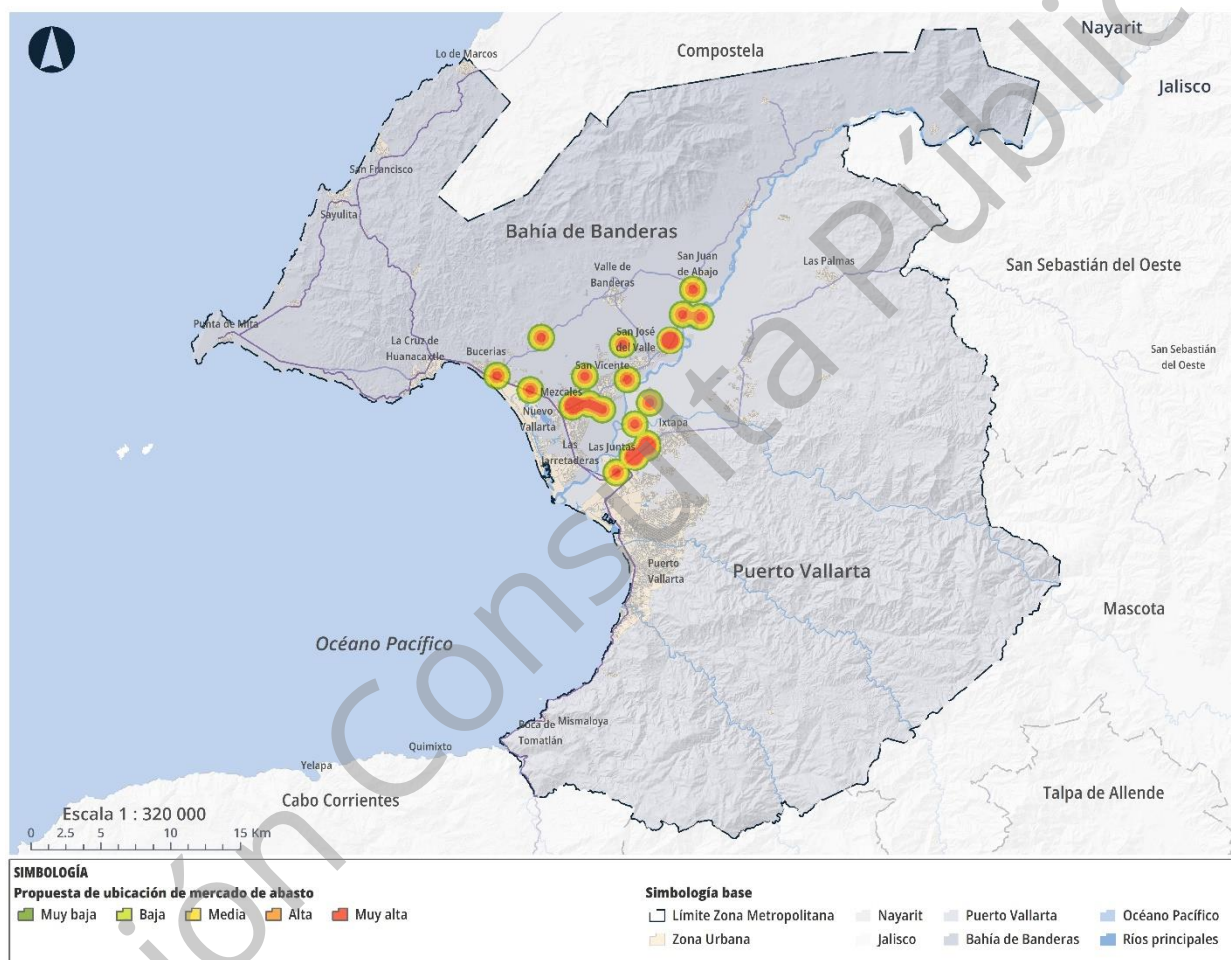 Nayarit
Compostela
Lo de Marcos
Jalisco
San Francisco
Sayulita
Bahía de Banderas
San Juan
de Abajo
Las Palmas
San Sebastián del Oeste
Valle de
Banderas
Punta de Mita
San José
del Valle
La Cruz de
Huanacaxtle
Bucerias
San Sebastián
del Oeste
San Vicente
Mezcales
Nuevo
Vallarta
Ixtapa
Las
Jarretaderas
Las Juntas
Puerto
Vallarta
Puerto Vallarta
Mascota
Océano Pacífico
Boca de
Tomatlán
Mismaloya
Quimixto
Yelapa
Cabo Corrientes
Talpa de Allende
Escala 1 : 320 000
0 2.5 5 10 15 Km
SIMBOLOGÍA
Propuesta de ubicación de mercado de abasto
Muy baja Baja Media Alta Muy alta
Simbología base
Límite Zona Metropolitana Nayarit Puerto Vallarta Océano Pacífico
Zona Urbana Jalisco Bahía de Banderas Ríos principales
ión Consulta Públic